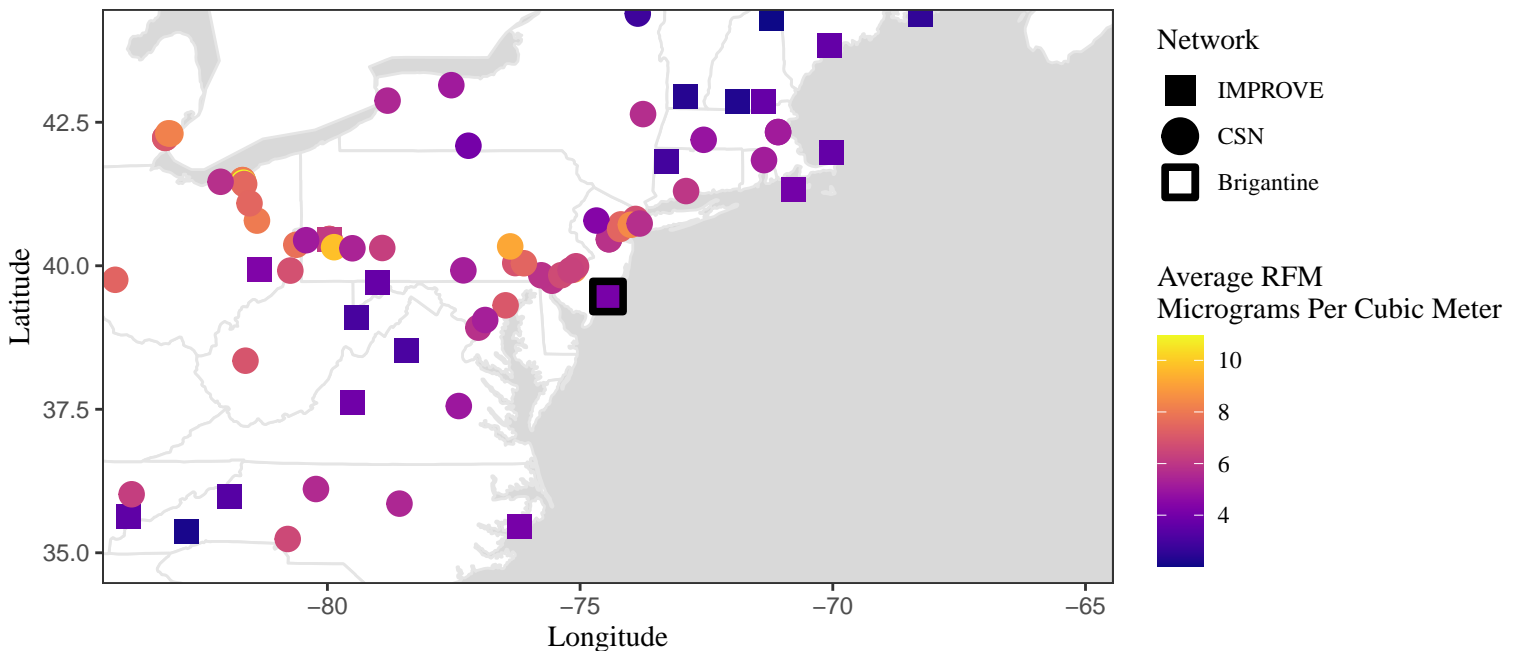 Network
IMPROVE
CSN
Brigantine
Average RFM
Micrograms Per Cubic Meter
10
8
6
4
42.5
40.0
37.5
35.0
Latitude
−80
−75
−70
−65
Longitude